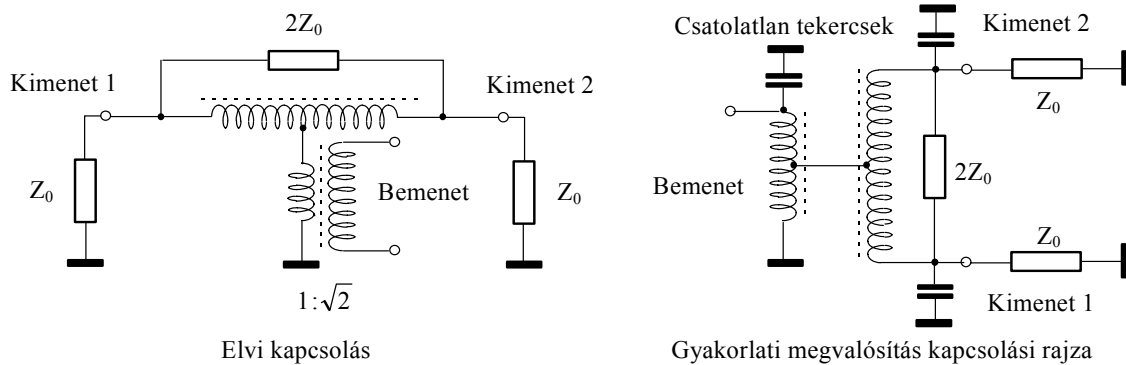 2Z₀
Kimenet 1
Kimenet 2
Z₀
Bemenet
Z₀
1:√2
Elvi kapcsolás
Csatolatlan tekercsek
Kimenet 2
Z₀
Bemenet
2Z₀
Z₀
Kimenet 1
Gyakorlati megvalósítás kapcsolási rajza